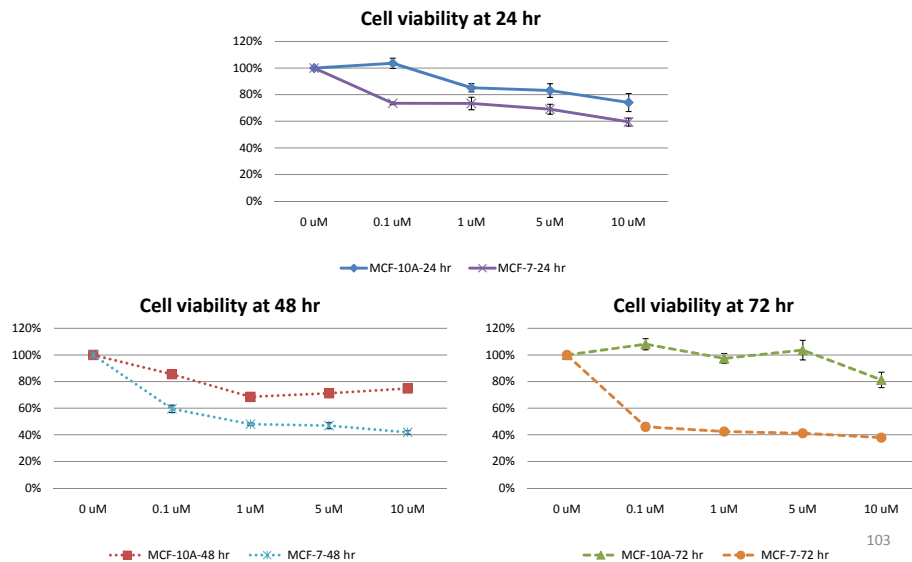 Cell viability at 24 hr
120%
100%
80%
60%
40%
20%
0%
0 uM 0.1 uM 1 uM 5 uM 10 uM
MCF-10A-24 hr MCF-7-24 hr
Cell viability at 48 hr
120%
100%
80%
60%
40%
20%
0%
0 uM 0.1 uM 1 uM 5 uM 10 uM
MCF-10A-48 hr MCF-7-48 hr
Cell viability at 72 hr
120%
100%
80%
60%
40%
20%
0%
0 uM 0.1 uM 1 uM 5 uM 10 uM
MCF-10A-72 hr MCF-7-72 hr
103